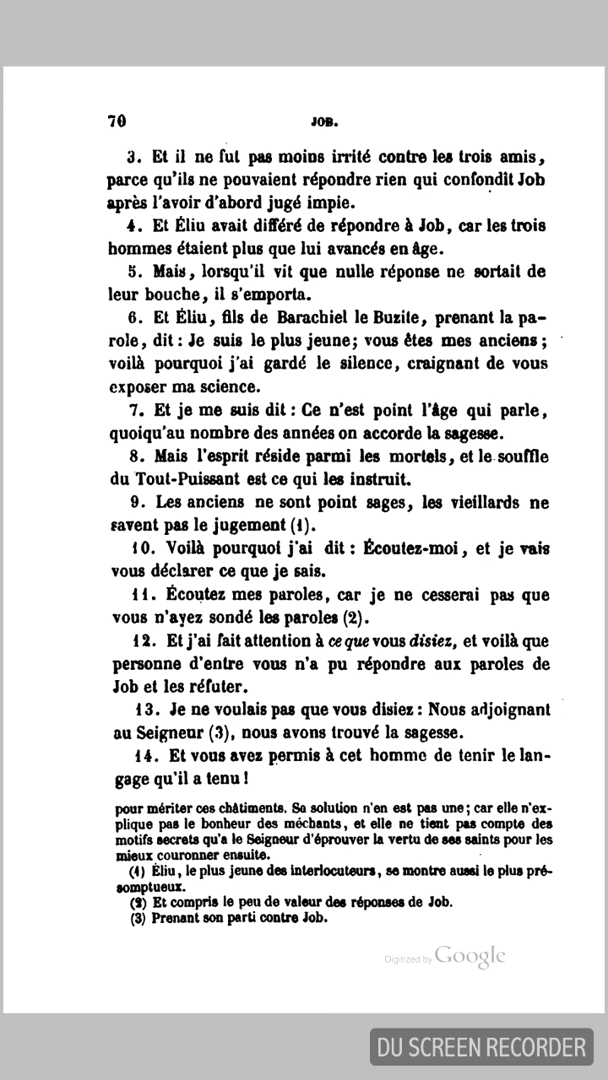 70 JOB.
3. Et il ne fut pas moins irrité contre les trois amis,
parce qu'ils ne pouvaient répondre rien qui confondît Job
après l'avoir d'abord jugé impie.
4. Et Éliu avait différé de répondre à Job, car les trois
hommes étaient plus que lui avancés en âge.
5. Mais, lorsqu'il vit que nulle réponse ne sortait de
leur bouche, il s'emporta.
6. Et Éliu, fils de Barachiel le Buzite, prenant la pa-
role, dit : Je suis le plus jeune; vous êtes mes anciens;
voilà pourquoi j'ai gardé le silence, craignant de vous
exposer ma science.
7. Et je me suis dit : Ce n'est point l'âge qui parle,
quoiqu'au nombre des années on accorde la sagesse.
8. Mais l'esprit réside parmi les mortels, et le souffle
du Tout-Puissant est ce qui les instruit.
9. Les anciens ne sont point sages, les vieillards ne
savent pas le jugement (1).
10. Voilà pourquoi j'ai dit : Écoutez-moi, et je vais
vous déclarer ce que je sais.
11. Écoutez mes paroles, car je ne cesserai pas que
vous n'ayez sondé les paroles (2).
12. Et j'ai fait attention à ce que vous disiez, et voilà que
personne d'entre vous n'a pu répondre aux paroles de
Job et les réfuter.
13. Je ne voulais pas que vous disiez : Nous adjoignant
au Seigneur (3), nous avons trouvé la sagesse.
14. Et vous avez permis à cet homme de tenir le lan-
gage qu'il a tenu !
pour mériter ces châtiments. Sa solution n'en est pas une; car elle n'ex-
plique pas le bonheur des méchants, et elle ne tient pas compte des
motifs secrets qu'a le Seigneur d'éprouver la vertu de ses saints pour les
mieux couronner ensuite.
(1) Éliu, le plus jeune des interlocuteurs, se montre aussi le plus pré-
somptueux.
(2) Et compris le peu de valeur des réponses de Job.
(3) Prenant son parti contre Job.
Digitized by Google
DU SCREEN RECORDER